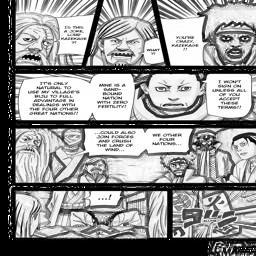 IS THIS
A JOKE,
LORD
KAZEKAGE
!?
WHAT
!!
YOU'RE
CRAZY,
KAZEKAGE
!!
IT'S ONLY
NATURAL TO
USE MY VILLAGE'S
BIJU TO FULL
ADVANTAGE IN
DEALINGS WITH
THE FOUR OTHER
GREAT NATIONS!!
MINE IS A
SAND-
BOUND
NATION
WITH ZERO
FERTILITY!
I WON'T
SIGN ON
UNLESS ALL
OF YOU
ACCEPT
THESE
TERMS!!
WE FOUR
OTHER
NATIONS...
...COULD ALSO
JOIN FORCES
AND CRUSH
THE LAND OF
WIND...
...!